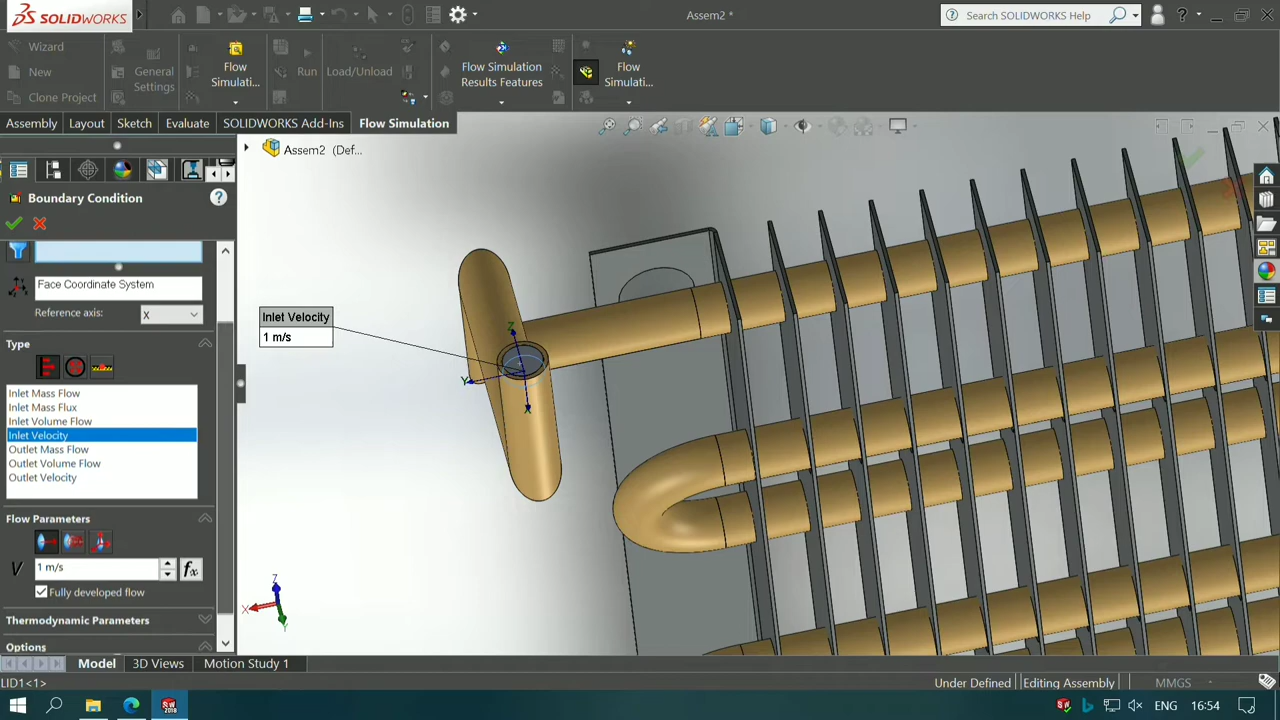 SOLIDWORKS
Assem2 *
Search SOLIDWORKS Help
?
Wizard
New
Clone Project
General
Settings
Flow
Simulati...
Run
Load/Unload
Flow Simulation
Results Features
Flow
Simulati...
Assembly
Layout
Sketch
Evaluate
SOLIDWORKS Add-Ins
Flow Simulation
Assem2 (Def...
Boundary Condition
?
Face Coordinate System
Reference axis:
X
Type
Inlet Mass Flow
Inlet Mass Flux
Inlet Volume Flow
Inlet Velocity
Outlet Mass Flow
Outlet Volume Flow
Outlet Velocity
Flow Parameters
V
1 m/s
fx
Fully developed flow
Thermodynamic Parameters
Options
Inlet Velocity
1 m/s
Z
Y
X
Z
X
Y
Model
3D Views
Motion Study 1
LID1<1>
Under Defined
Editing Assembly
MMGS
SW
2018
ENG
16:54